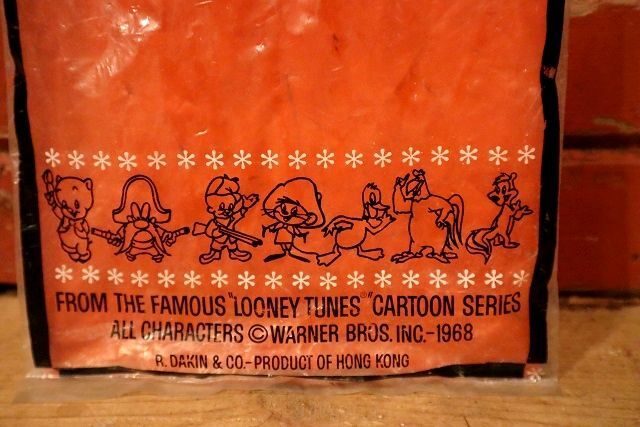 FROM THE FAMOUS "LOONEY TUNES®" CARTOON SERIES
ALL CHARACTERS © WARNER BROS. INC.-1968
R. DAKIN & CO.-PRODUCT OF HONG KONG